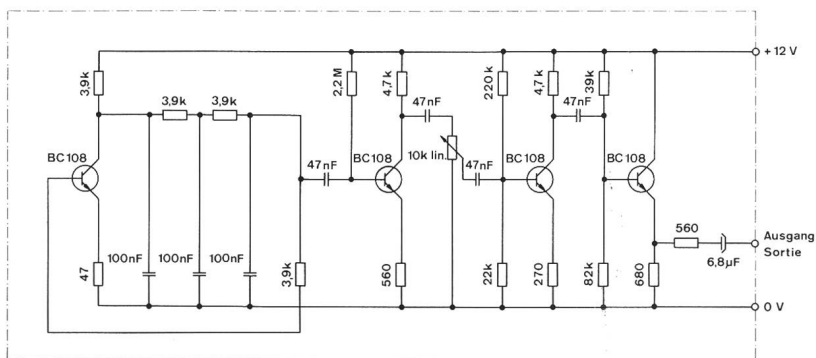 + 12 V
3,9k
3,9k
3,9k
2,2 M
4,7 k
47nF
220 k
4,7 k
47nF
39k
BC 108
47nF
BC108
10k lin.
47nF
BC 108
BC 108
560
Ausgang
Sortie
6,8µF
47
100nF
100nF
100nF
3,9k
560
22k
270
82k
680
0 V